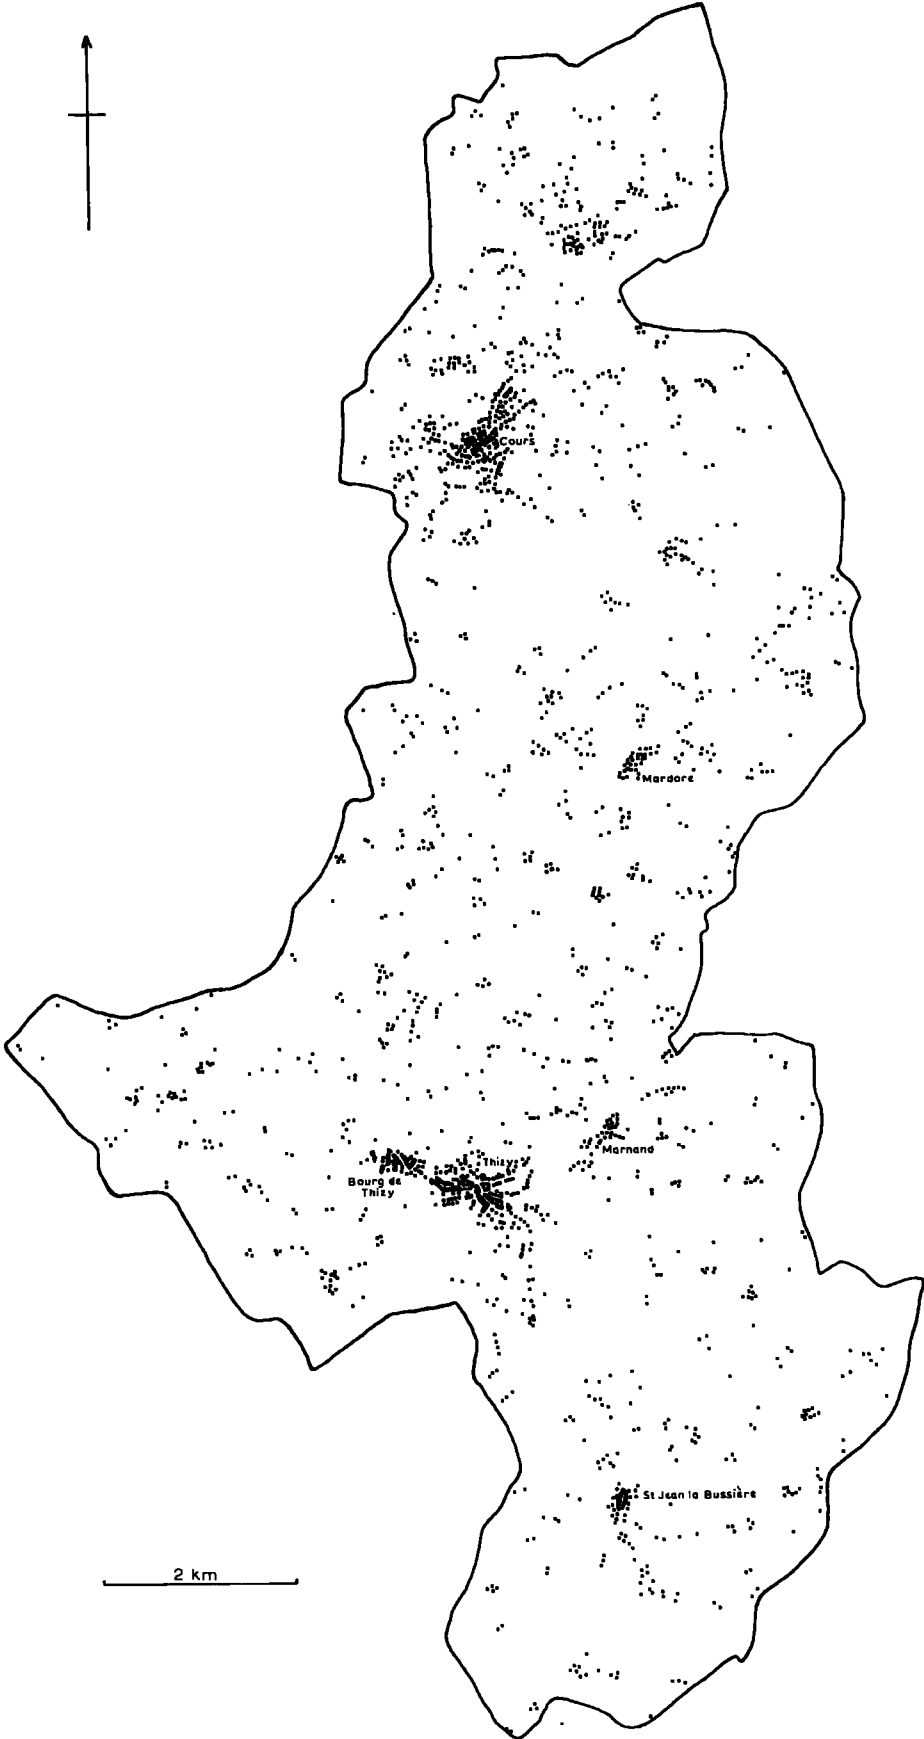 Cours
Mardore
Thizy
Marnand
Bourg de
Thizy
St Jean la Bussière
2 km